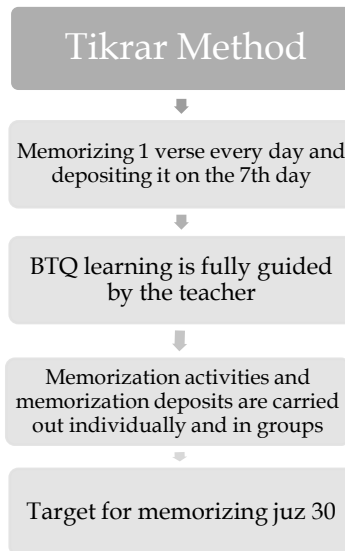 Tikrar Method
Memorizing 1 verse every day and
depositing it on the 7th day
BTQ learning is fully guided
by the teacher
Memorization activities and
memorization deposits are carried
out individually and in groups
Target for memorizing juz 30